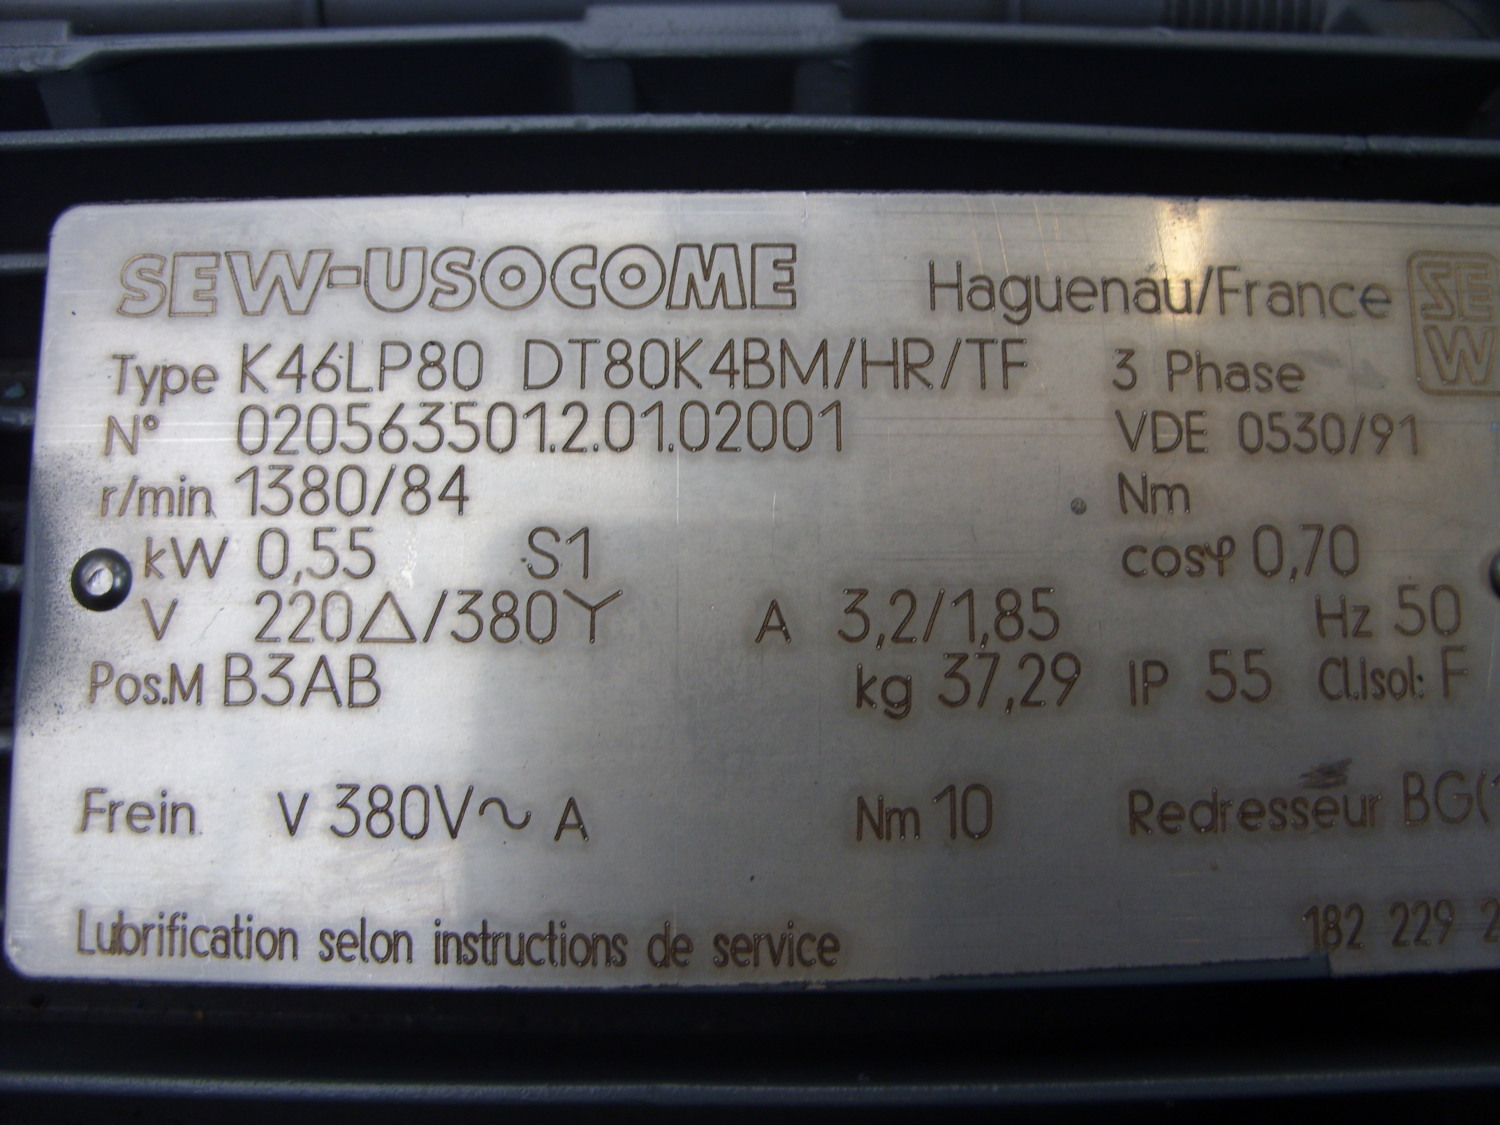 SEW-USOCOME Haguenau/France SEW
Type K46LP80 DT80K4BM/HR/TF 3 Phase
N° 0205635012.01.02001 VDE 0530/91
r/min 1380/84 Nm
kW 0,55 S1 cosφ 0,70
V 220△/380Y A 3,2/1,85 Hz 50
Pos.M B3AB kg 37,29 IP 55 Cl.Isol: F
Frein V 380V~ A Nm 10 Redresseur BG(
Lubrification selon instructions de service
182 229 2